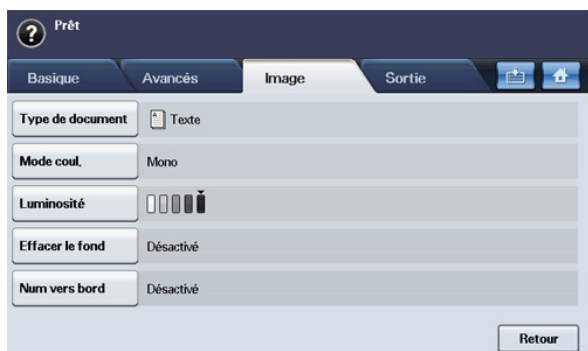 Prêt
Basique Avancés Image Sortie
Type de document Texte
Mode coul. Mono
Luminosité
Effacer le fond Désactivé
Num vers bord Désactivé
Retour